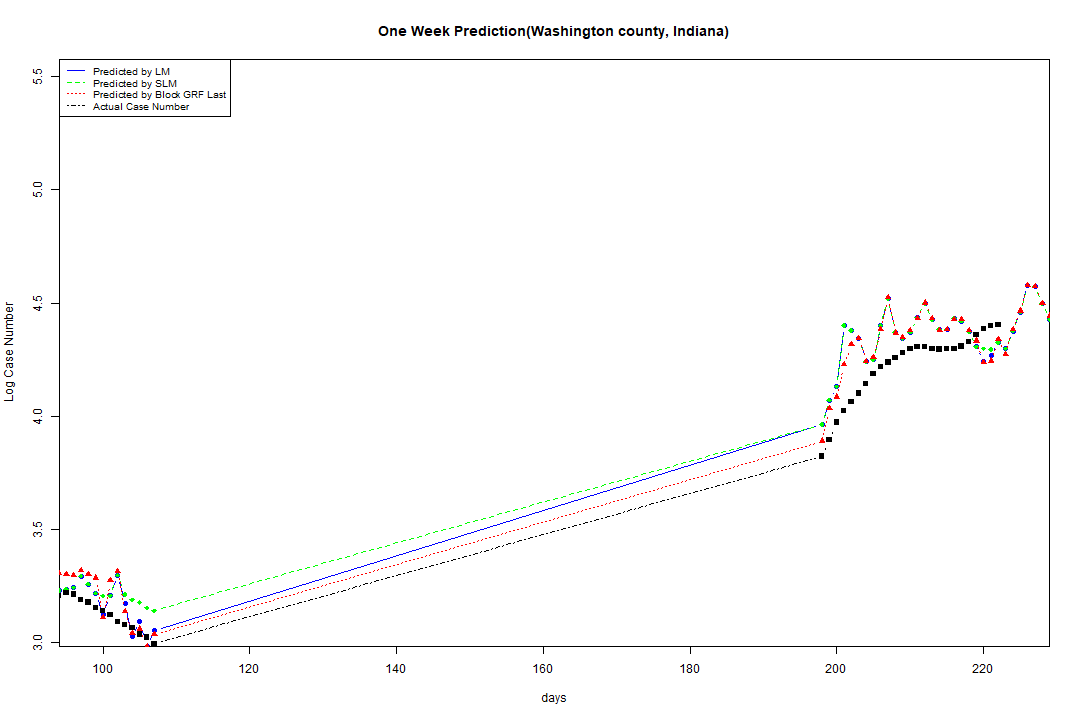 One Week Prediction(Washington county, Indiana)
Predicted by LM
Predicted by SLM
Predicted by Block GRF Last
Actual Case Number
5.5
5.0
4.5
4.0
3.5
3.0
Log Case Number
100 120 140 160 180 200 220
days